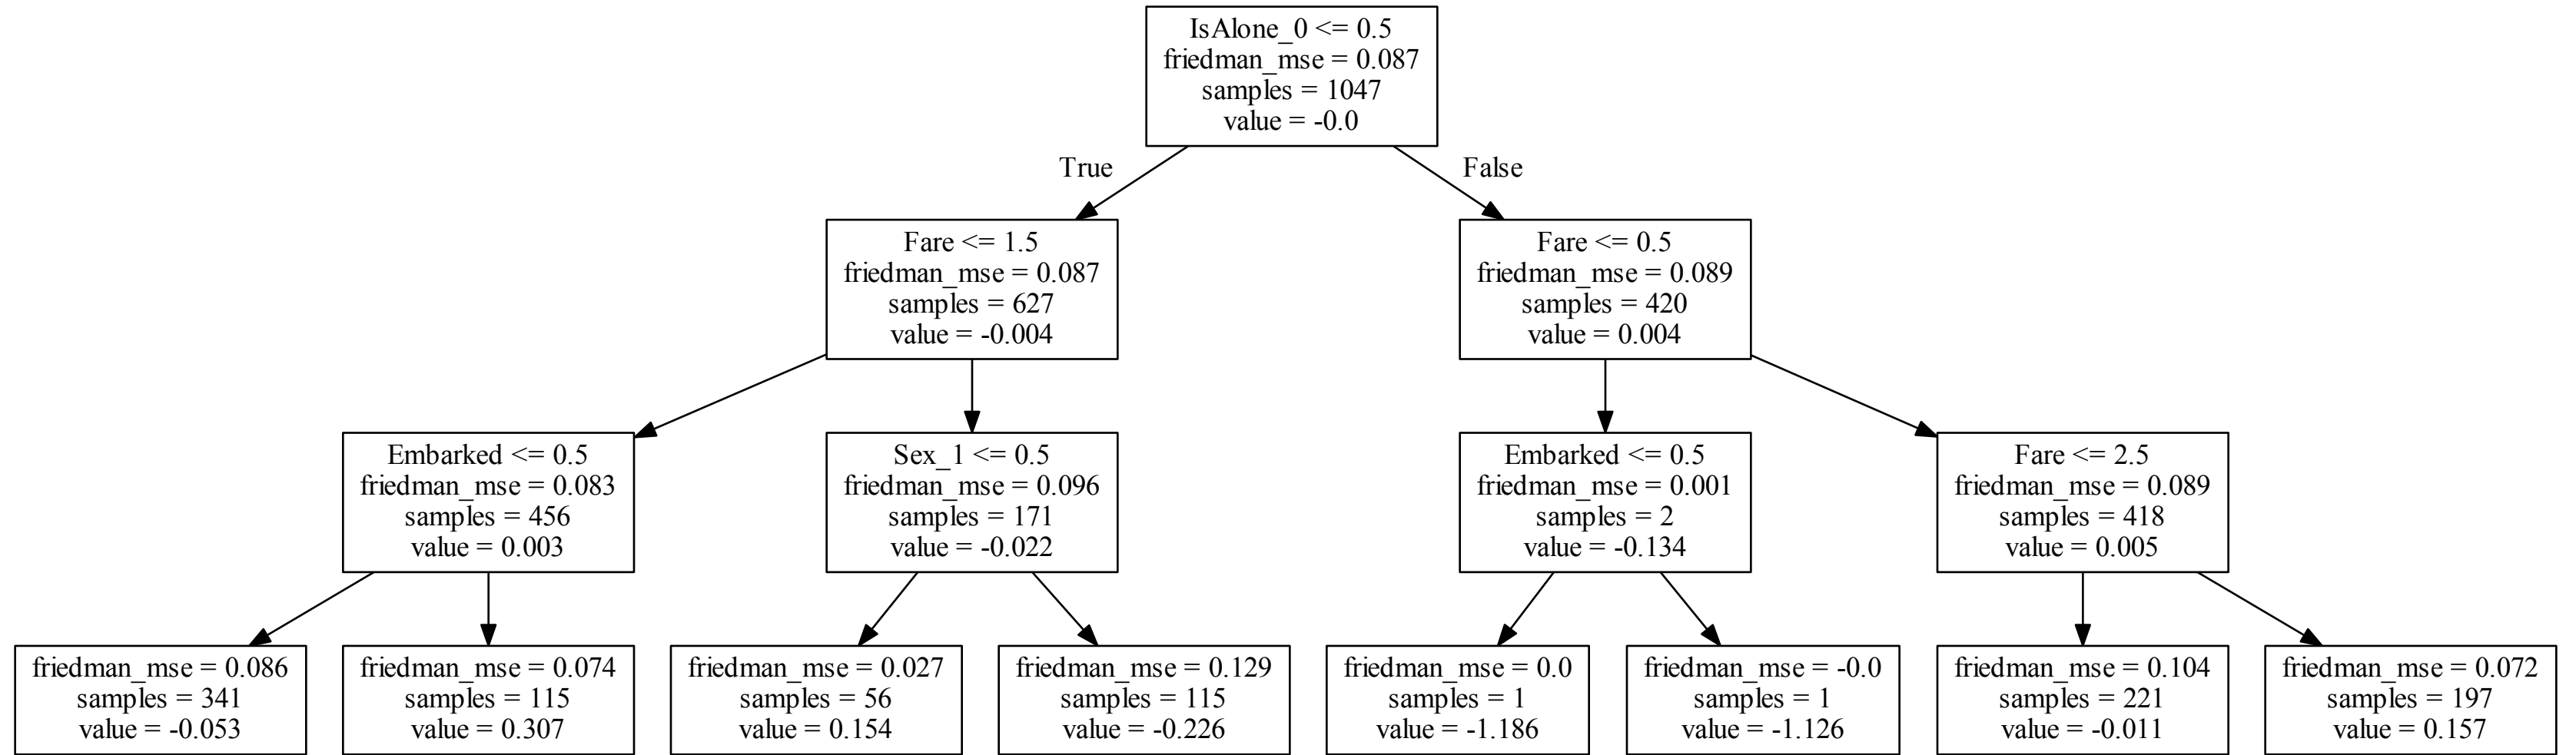 IsAlone_0 <= 0.5
friedman_mse = 0.087
samples = 1047
value = -0.0
True
False
Fare <= 1.5
friedman_mse = 0.087
samples = 627
value = -0.004
Fare <= 0.5
friedman_mse = 0.089
samples = 420
value = 0.004
Embarked <= 0.5
friedman_mse = 0.083
samples = 456
value = 0.003
Sex_1 <= 0.5
friedman_mse = 0.096
samples = 171
value = -0.022
Embarked <= 0.5
friedman_mse = 0.001
samples = 2
value = -0.134
Fare <= 2.5
friedman_mse = 0.089
samples = 418
value = 0.005
friedman_mse = 0.086
samples = 341
value = -0.053
friedman_mse = 0.074
samples = 115
value = 0.307
friedman_mse = 0.027
samples = 56
value = 0.154
friedman_mse = 0.129
samples = 115
value = -0.226
friedman_mse = 0.0
samples = 1
value = -1.186
friedman_mse = -0.0
samples = 1
value = -1.126
friedman_mse = 0.104
samples = 221
value = -0.011
friedman_mse = 0.072
samples = 197
value = 0.157